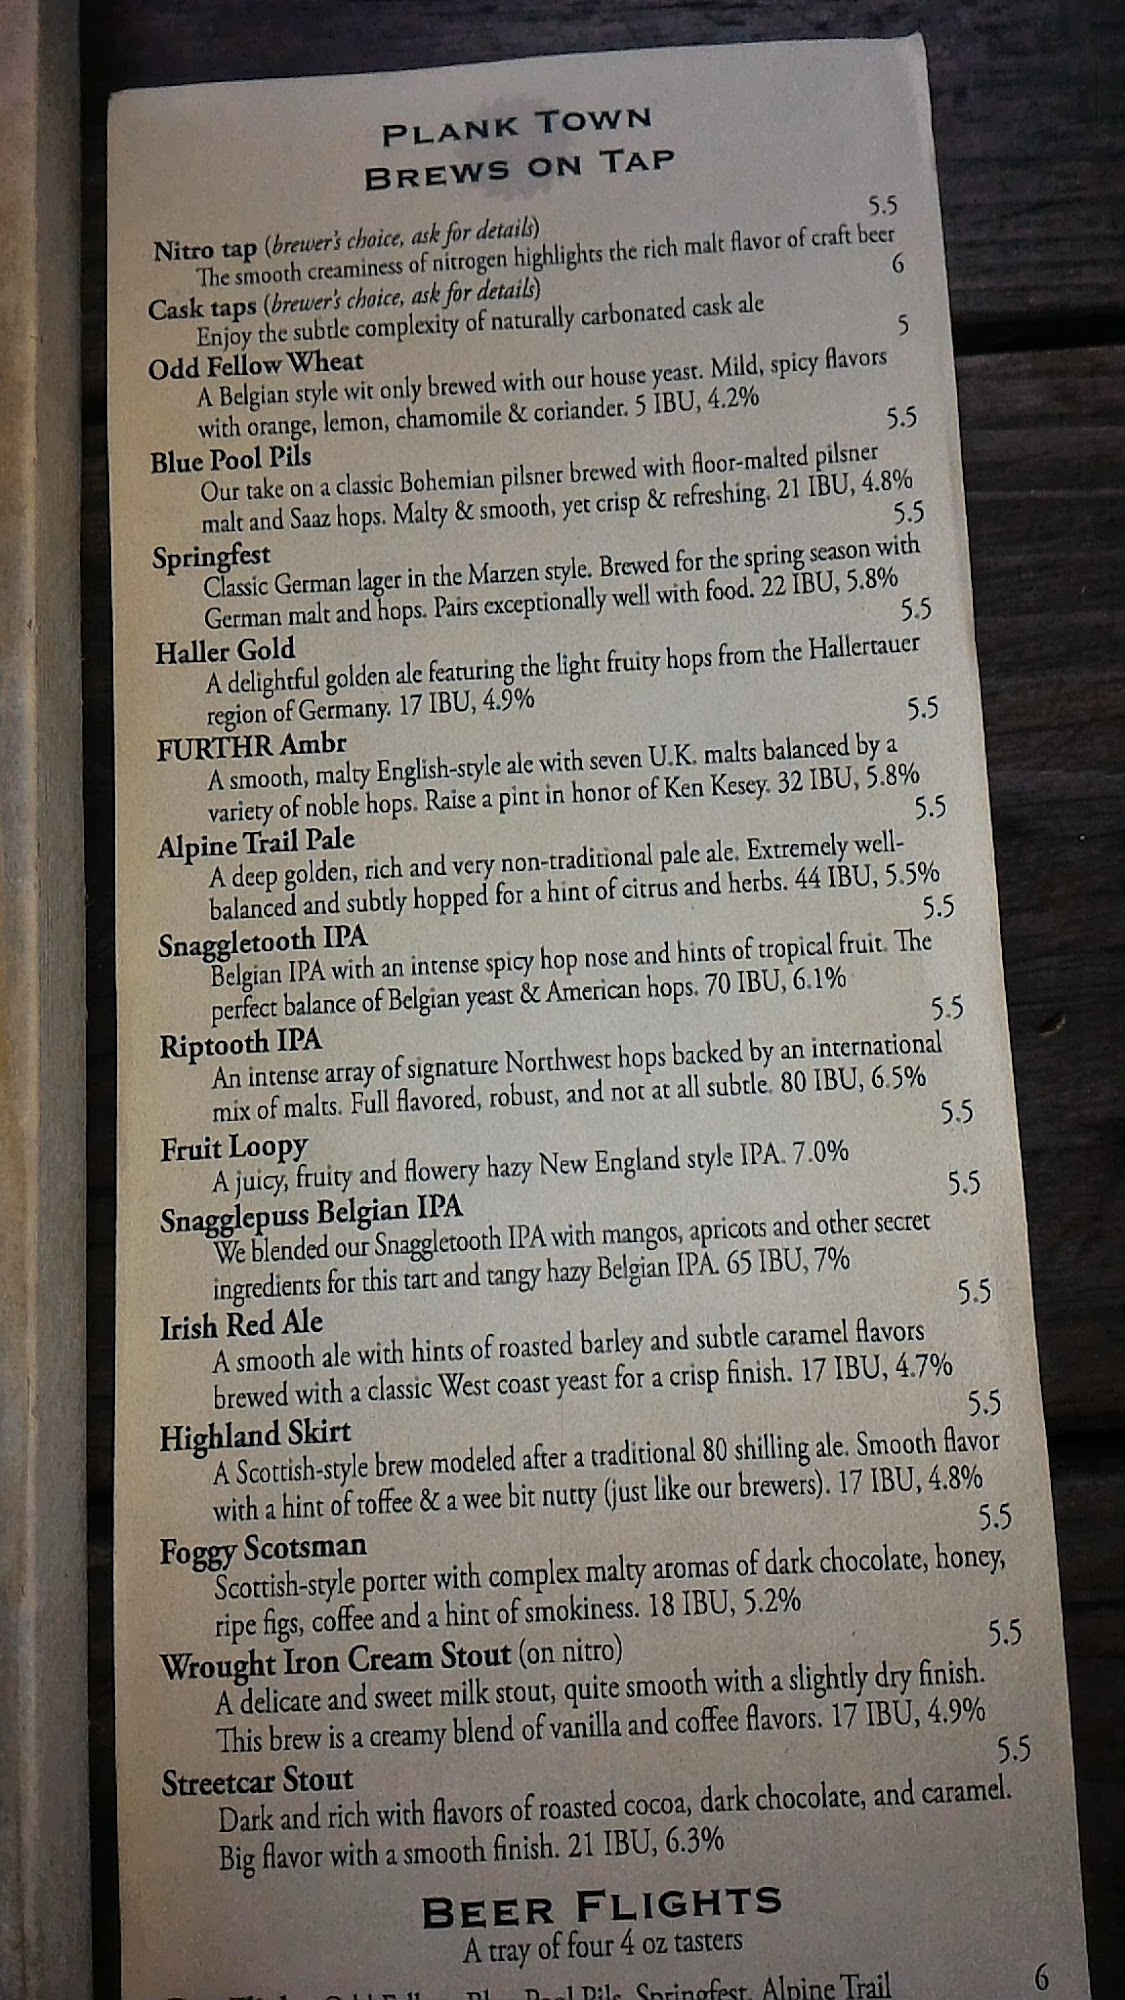 PLANK TOWN
BREWS ON TAP
Nitro tap (brewer's choice, ask for details) 5.5
The smooth creaminess of nitrogen highlights the rich malt flavor of craft beer
Cask taps (brewer's choice, ask for details) 6
Enjoy the subtle complexity of naturally carbonated cask ale
Odd Fellow Wheat 5
A Belgian style wit only brewed with our house yeast. Mild, spicy flavors
with orange, lemon, chamomile & coriander. 5 IBU, 4.2%
Blue Pool Pils 5.5
Our take on a classic Bohemian pilsner brewed with floor-malted pilsner
malt and Saaz hops. Malty & smooth, yet crisp & refreshing. 21 IBU, 4.8%
Springfest 5.5
Classic German lager in the Marzen style. Brewed for the spring season with
German malt and hops. Pairs exceptionally well with food. 22 IBU, 5.8%
Haller Gold 5.5
A delightful golden ale featuring the light fruity hops from the Hallertauer
region of Germany. 17 IBU, 4.9%
FURTHR Ambr 5.5
A smooth, malty English-style ale with seven U.K. malts balanced by a
variety of noble hops. Raise a pint in honor of Ken Kesey. 32 IBU, 5.8%
Alpine Trail Pale 5.5
A deep golden, rich and very non-traditional pale ale. Extremely well-
balanced and subtly hopped for a hint of citrus and herbs. 44 IBU, 5.5%
Snaggletooth IPA 5.5
Belgian IPA with an intense spicy hop nose and hints of tropical fruit. The
perfect balance of Belgian yeast & American hops. 70 IBU, 6.1%
Riptooth IPA 5.5
An intense array of signature Northwest hops backed by an international
mix of malts. Full flavored, robust, and not at all subtle. 80 IBU, 6.5%
Fruit Loopy 5.5
A juicy, fruity and flowery hazy New England style IPA. 7.0%
Snagglepuss Belgian IPA 5.5
We blended our Snaggletooth IPA with mangos, apricots and other secret
ingredients for this tart and tangy hazy Belgian IPA. 65 IBU, 7%
Irish Red Ale 5.5
A smooth ale with hints of roasted barley and subtle caramel flavors
brewed with a classic West coast yeast for a crisp finish. 17 IBU, 4.7%
Highland Skirt 5.5
A Scottish-style brew modeled after a traditional 80 shilling ale. Smooth flavor
with a hint of toffee & a wee bit nutty (just like our brewers). 17 IBU, 4.8%
Foggy Scotsman 5.5
Scottish-style porter with complex malty aromas of dark chocolate, honey,
ripe figs, coffee and a hint of smokiness. 18 IBU, 5.2%
Wrought Iron Cream Stout (on nitro) 5.5
A delicate and sweet milk stout, quite smooth with a slightly dry finish.
This brew is a creamy blend of vanilla and coffee flavors. 17 IBU, 4.9%
Streetcar Stout 5.5
Dark and rich with flavors of roasted cocoa, dark chocolate, and caramel.
Big flavor with a smooth finish. 21 IBU, 6.3%
BEER FLIGHTS
A tray of four 4 oz tasters
Pool Pils, Springfest, Alpine Trail 6